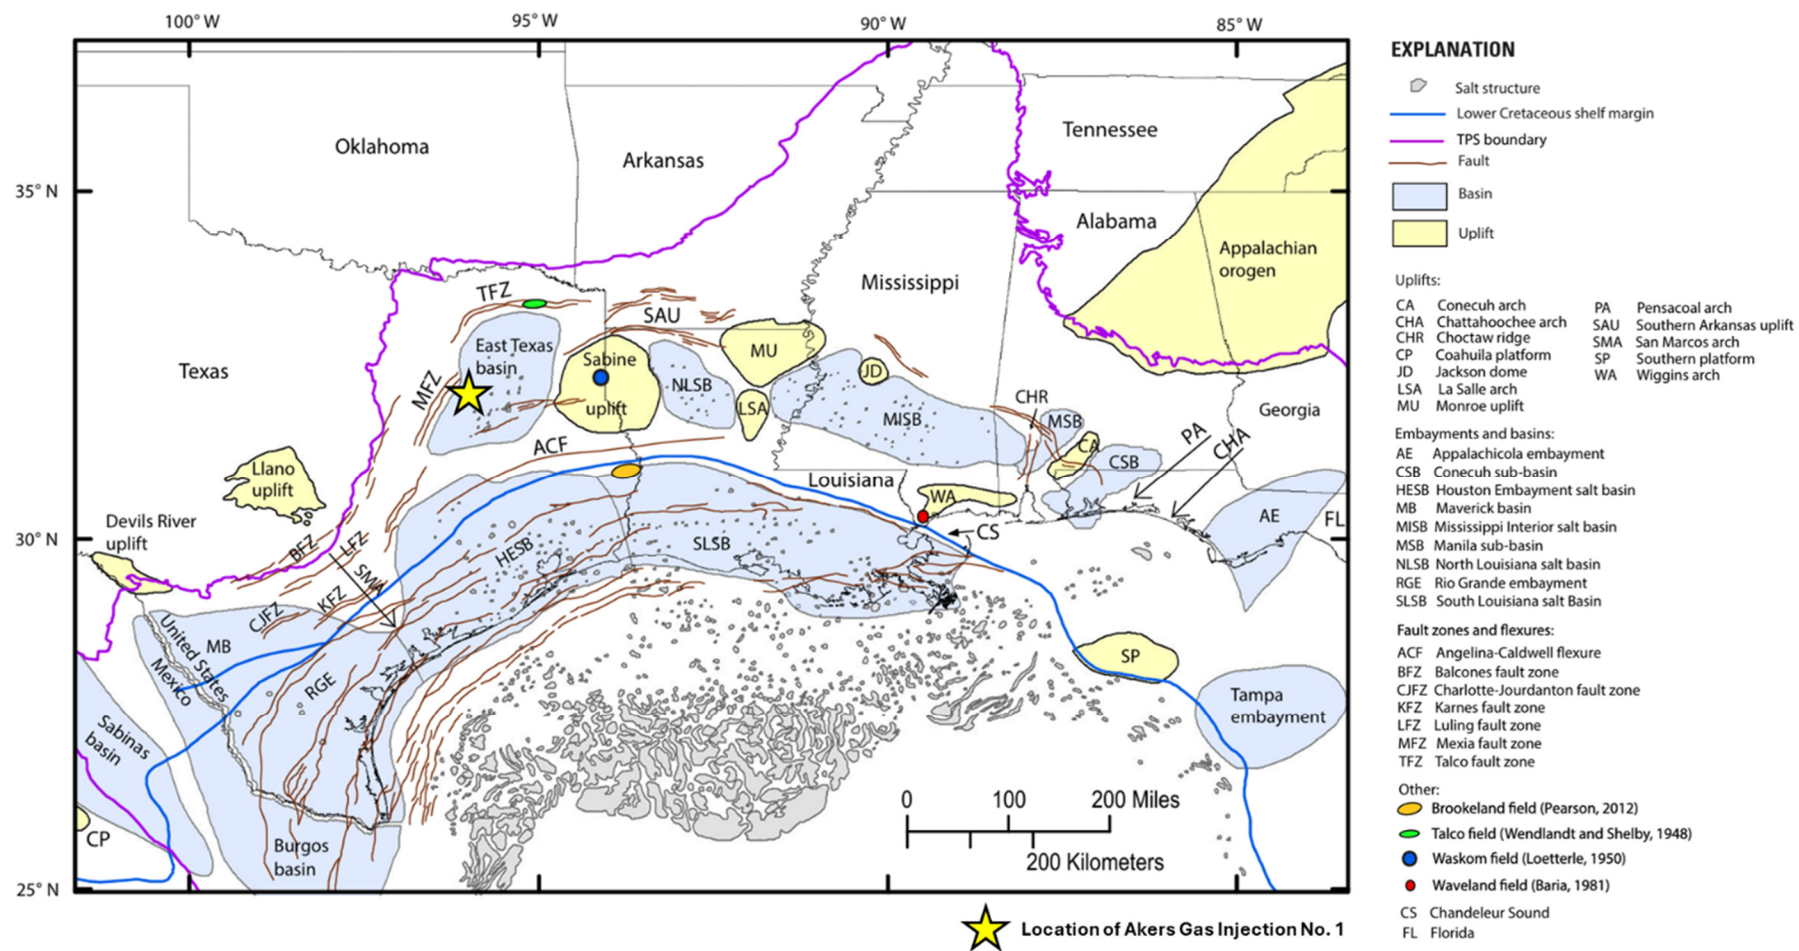 100° W
95° W
90° W
85° W
35° N
30° N
25° N
Oklahoma
Arkansas
Tennessee
Alabama
Appalachian
orogen
Mississippi
Texas
TFZ
SAU
MU
East Texas
basin
Sabine
uplift
NLSB
JD
LSA
MISB
MFZ
CHR
MSB
CA
CSB
PA
CHA
Georgia
ACF
Llano
uplift
Louisiana
WA
CS
AE
FL
Devils River
uplift
BFZ
LFZ
SMA
KFZ
CJFZ
HESB
SLSB
MB
United States
Mexico
RGE
SP
Tampa
embayment
Sabinas
basin
CP
Burgos
basin
0 100 200 Miles
200 Kilometers
EXPLANATION
Salt structure
Lower Cretaceous shelf margin
TPS boundary
Fault
Basin
Uplift
Uplifts:
CA Conecuh arch
CHA Chattahoochee arch
CHR Choctaw ridge
CP Coahuila platform
JD Jackson dome
LSA La Salle arch
MU Monroe uplift
PA Pensacoal arch
SAU Southern Arkansas uplift
SMA San Marcos arch
SP Southern platform
WA Wiggins arch
Embayments and basins:
AE Appalachicola embayment
CSB Conecuh sub-basin
HESB Houston Embayment salt basin
MB Maverick basin
MISB Mississippi Interior salt basin
MSB Manila sub-basin
NLSB North Louisiana salt basin
RGE Rio Grande embayment
SLSB South Louisiana salt Basin
Fault zones and flexures:
ACF Angelina-Caldwell flexure
BFZ Balcones fault zone
CJFZ Charlotte-Jourdanton fault zone
KFZ Karnes fault zone
LFZ Luling fault zone
MFZ Mexia fault zone
TFZ Talco fault zone
Other:
Brookeland field (Pearson, 2012)
Talco field (Wendlandt and Shelby, 1948)
Waskom field (Loetterle, 1950)
Waveland field (Baria, 1981)
CS Chandeleur Sound
FL Florida
Location of Akers Gas Injection No. 1